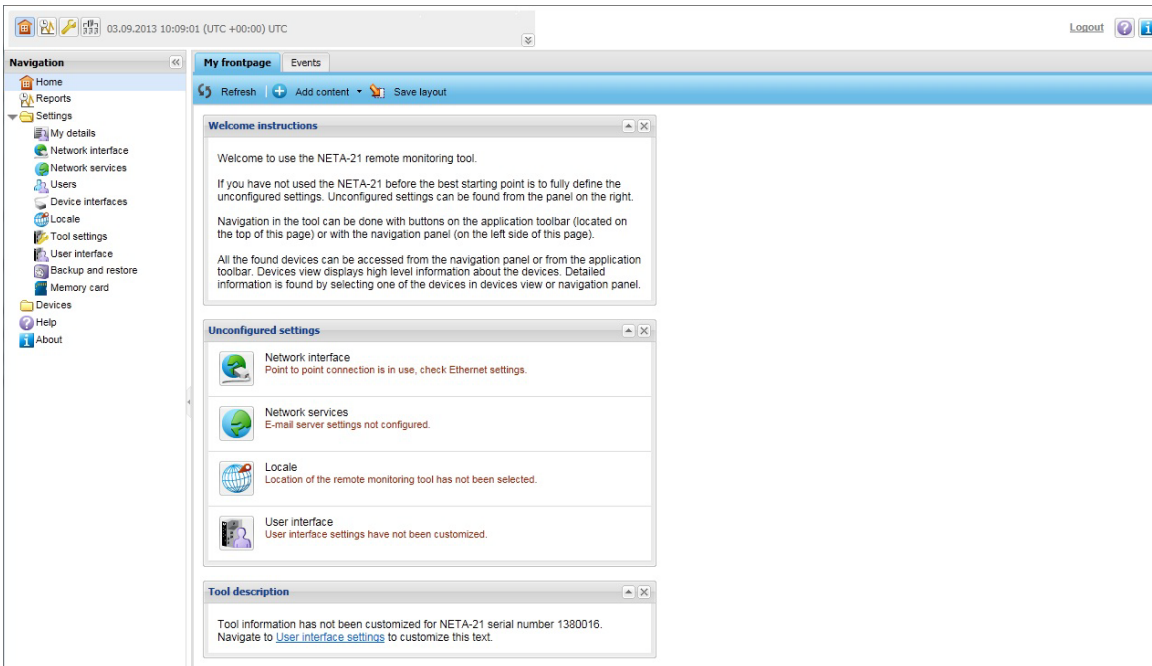 03.09.2013 10:09:01 (UTC +00:00) UTC
Logout
Navigation
Home
Reports
Settings
My details
Network interface
Network services
Users
Device interfaces
Locale
Tool settings
User interface
Backup and restore
Memory card
Devices
Help
About
My frontpage
Events
Refresh
Add content
Save layout
Welcome instructions
Welcome to use the NETA-21 remote monitoring tool.
If you have not used the NETA-21 before the best starting point is to fully define the
unconfigured settings. Unconfigured settings can be found from the panel on the right.
Navigation in the tool can be done with buttons on the application toolbar (located on
the top of this page) or with the navigation panel (on the left side of this page).
All the found devices can be accessed from the navigation panel or from the application
toolbar. Devices view displays high level information about the devices. Detailed
information is found by selecting one of the devices in devices view or navigation panel.
Unconfigured settings
Network interface
Point to point connection is in use, check Ethernet settings.
Network services
E-mail server settings not configured.
Locale
Location of the remote monitoring tool has not been selected.
User interface
User interface settings have not been customized.
Tool description
Tool information has not been customized for NETA-21 serial number 1380016.
Navigate to User interface settings to customize this text.